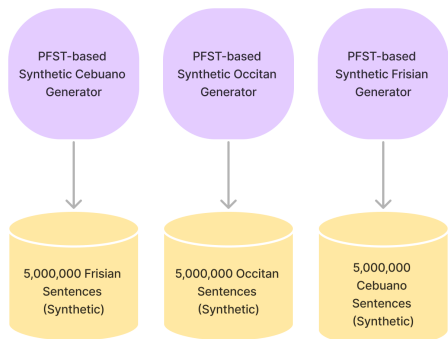 PFST-based
Synthetic Cebuano
Generator
PFST-based
Synthetic Occitan
Generator
PFST-based
Synthetic Frisian
Generator
5,000,000 Frisian
Sentences
(Synthetic)
5,000,000 Occitan
Sentences
(Synthetic)
5,000,000
Cebuano
Sentences
(Synthetic)